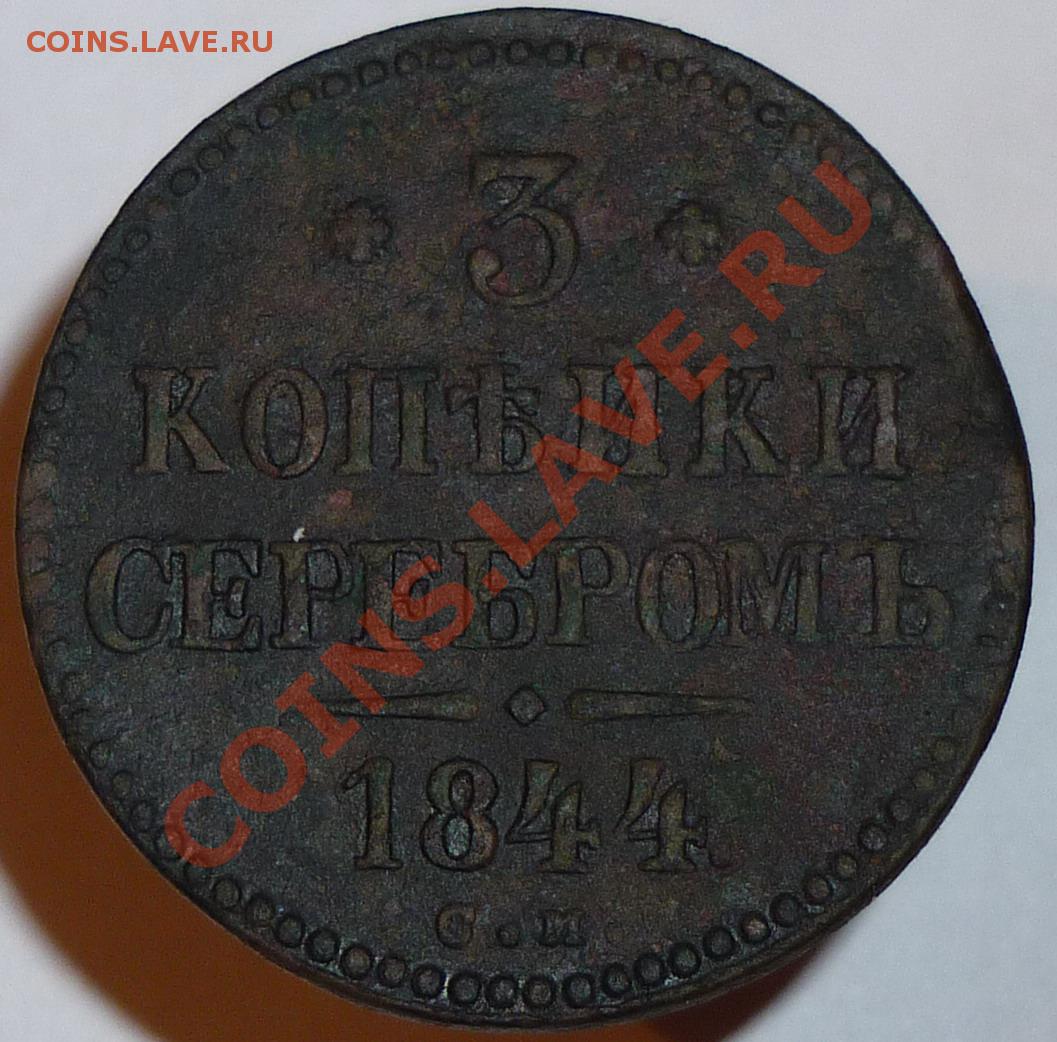 COINS.LAVE.RU
3
КОПѢЙКИ
СЕРЕБРОМЪ
1844
С.М
COINS.LAVE.RU